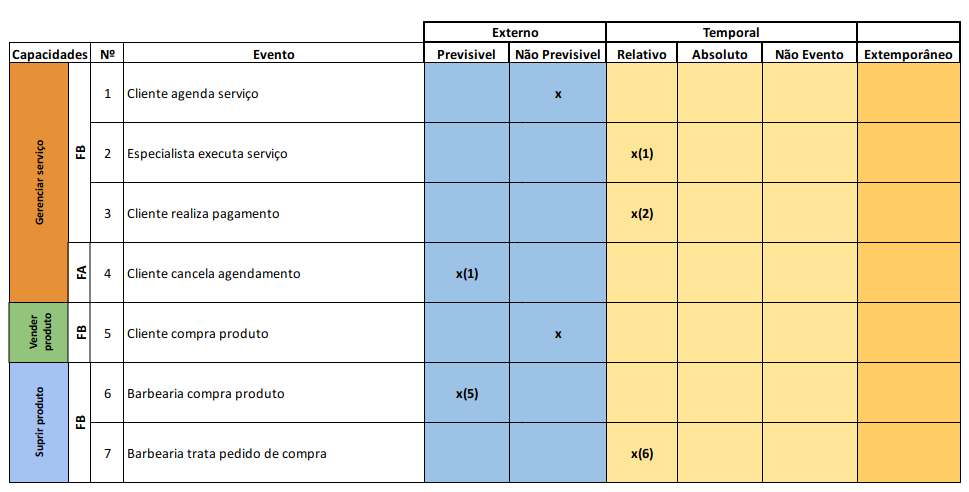 Externo Temporal
Capacidades Nº Evento Previsivel Não Previsivel Relativo Absoluto Não Evento Extemporâneo
Gerenciar serviço
FB
1 Cliente agenda serviço x
2 Especialista executa serviço x(1)
3 Cliente realiza pagamento x(2)
FA
4 Cliente cancela agendamento x(1)
Vender
produto
FB
5 Cliente compra produto x
Suprir produto
FB
6 Barbearia compra produto x(5)
7 Barbearia trata pedido de compra x(6)